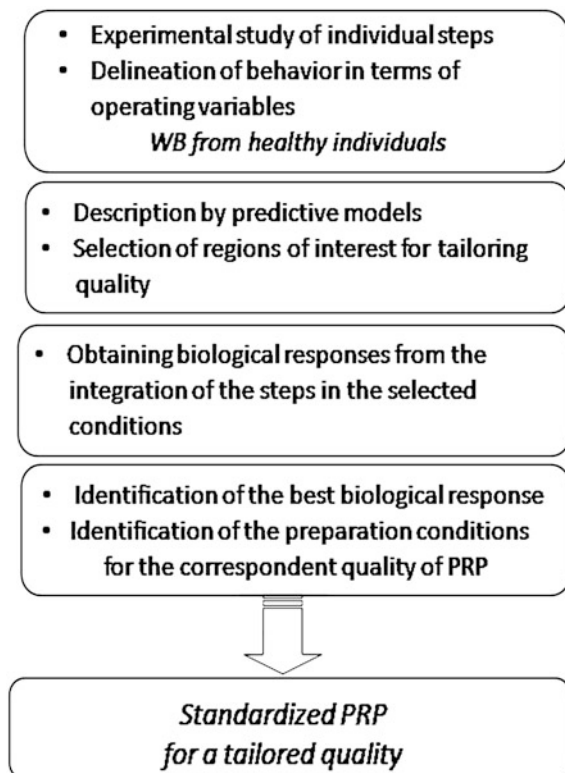 • Experimental study of individual steps
• Delineation of behavior in terms of
operating variables
WB from healthy individuals
• Description by predictive models
• Selection of regions of interest for tailoring
quality
• Obtaining biological responses from the
integration of the steps in the selected
conditions
• Identification of the best biological response
• Identification of the preparation conditions
for the correspondent quality of PRP
Standardized PRP
for a tailored quality